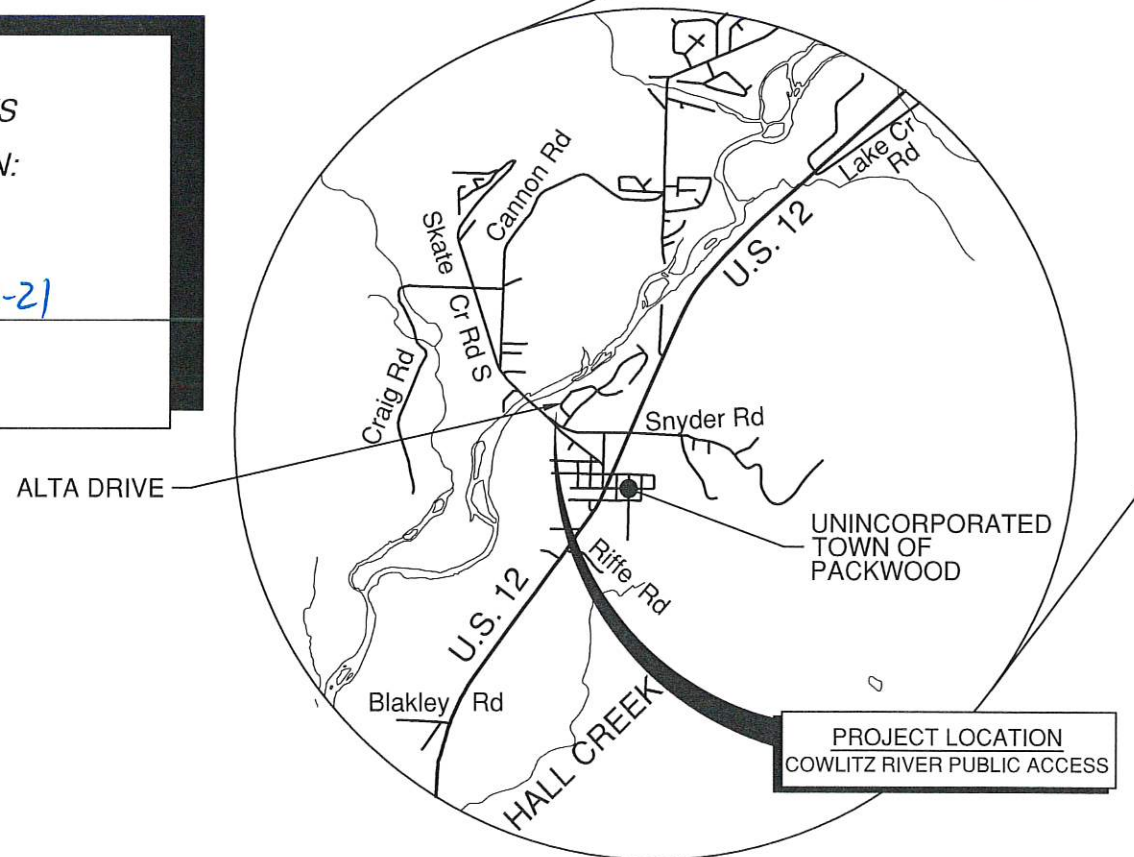 S
N:
-21
Cannon Rd
Skate
Cr Rd S
Craig Rd
Lake Cr
Rd
U.S. 12
Snyder Rd
ALTA DRIVE
UNINCORPORATED
TOWN OF
PACKWOOD
Riffe Rd
U.S. 12
Blakley Rd
HALL CREEK
PROJECT LOCATION
COWLITZ RIVER PUBLIC ACCESS